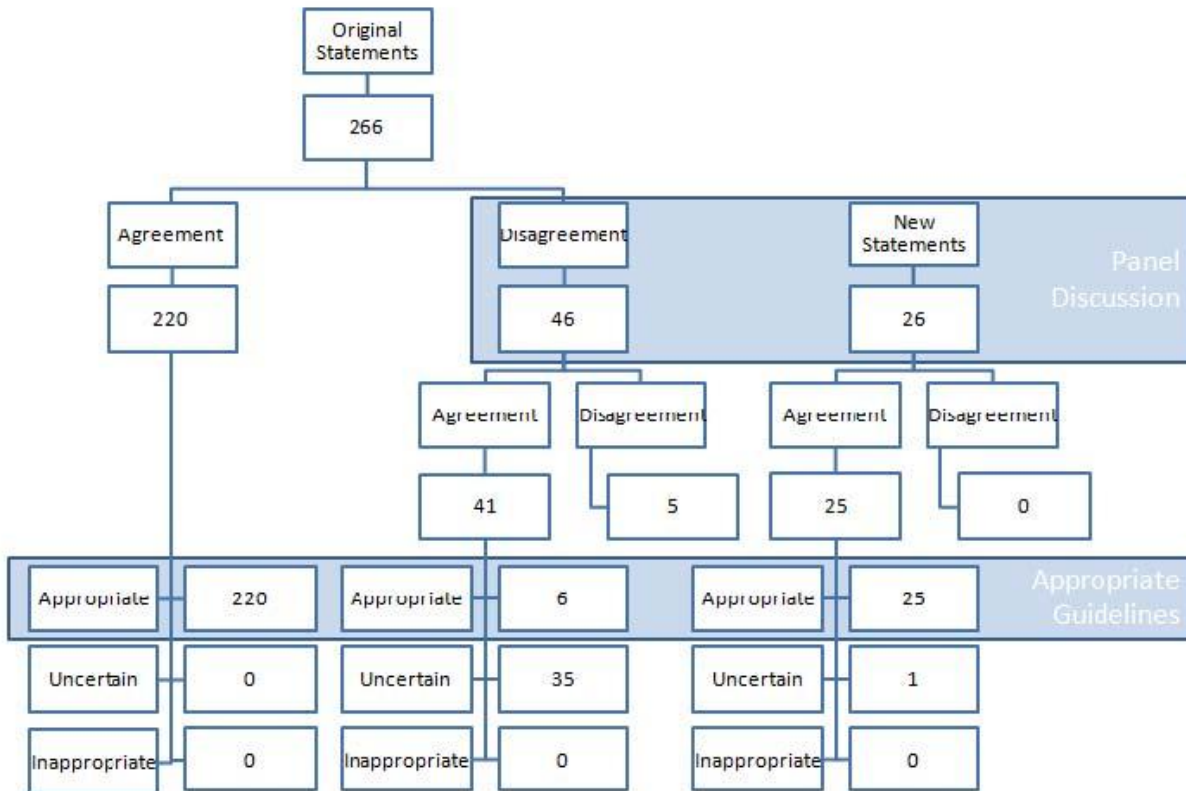 Original
Statements
266
Agreement
Disagreement
New
Statements
Panel
Discussion
220
46
26
Agreement
Disagreement
Agreement
Disagreement
41
5
25
0
Appropriate
220
Appropriate
6
Appropriate
25
Appropriate
Guidelines
Uncertain
0
Uncertain
35
Uncertain
1
Inappropriate
0
Inappropriate
0
Inappropriate
0